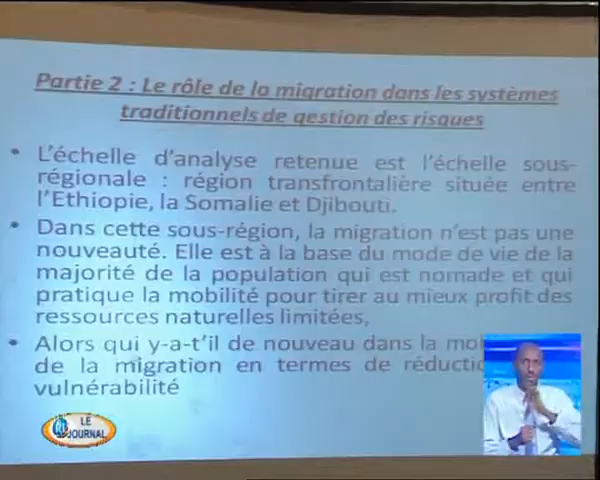 Partie 2 : Le rôle de la migration dans les systèmes
traditionnels de gestion des risques
• L'échelle d'analyse retenue est l'échelle sous-
régionale : région transfrontalière située entre
l'Ethiopie, la Somalie et Djibouti.
• Dans cette sous-région, la migration n'est pas une
nouveauté. Elle est à la base du mode de vie de la
majorité de la population qui est nomade et qui
pratique la mobilité pour tirer au mieux profit des
ressources naturelles limitées,
• Alors qui y-a-t'il de nouveau dans la
de la migration en termes de
vulnérabilité
LE
JOURNAL